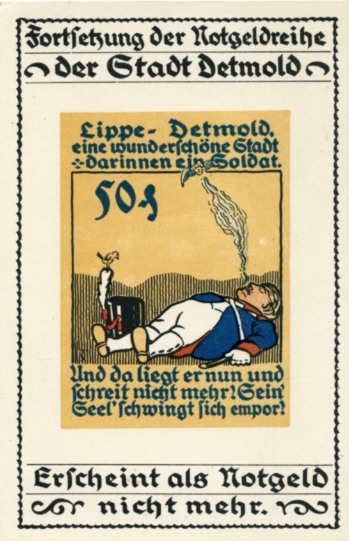 Fortsetzung der Notgeldreihe
der Stadt Detmold
Lippe- Detmold,
eine wunderschöne Stadt
darinnen ein Soldat.
50 ₰
Und da liegt er nun und
schreit nicht mehr! Sein'
Seel' schwingt sich empor!
Erscheint als Notgeld
nicht mehr.